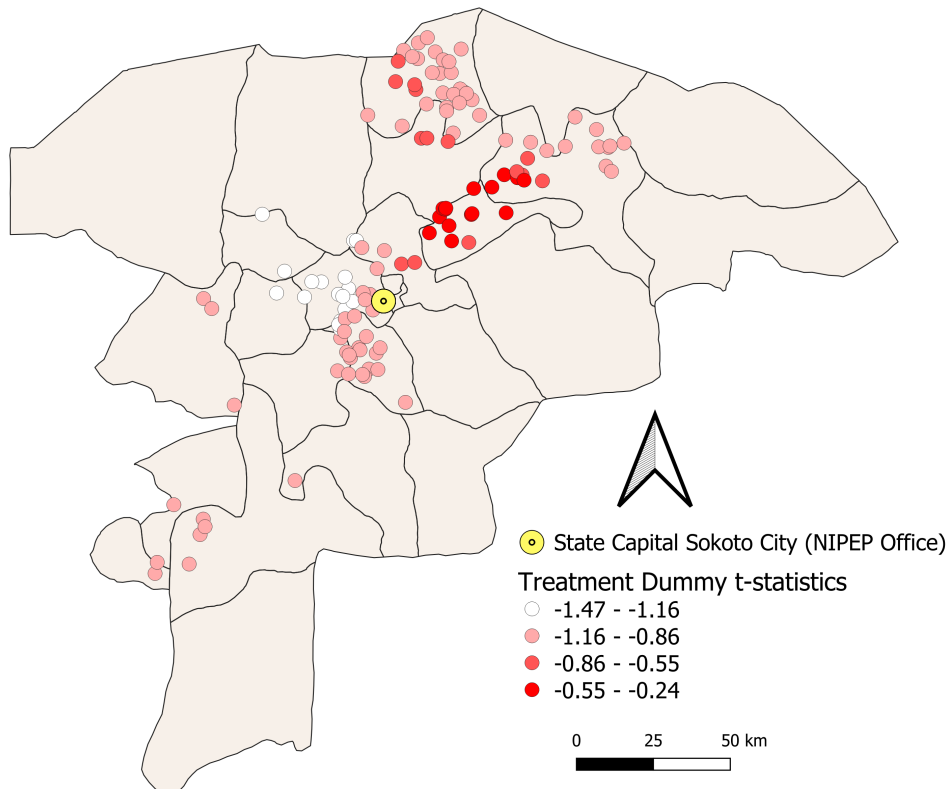 State Capital Sokoto City (NIPEP Office)
Treatment Dummy t-statistics
-1.47 - -1.16
-1.16 - -0.86
-0.86 - -0.55
-0.55 - -0.24
0 25 50 km